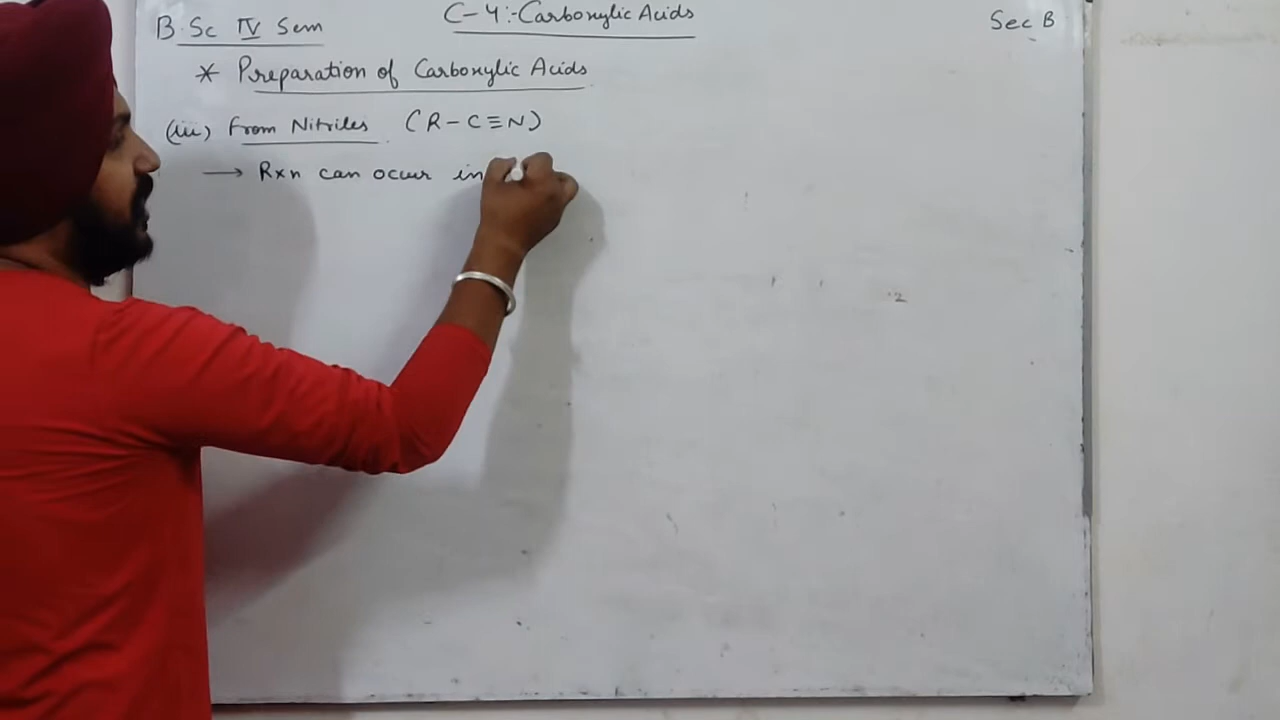 B.Sc IV Sem
C-4:-Carboxylic Acids
Sec B
* Preparation of Carboxylic Acids
(iii) From Nitriles (R-C≡N)
→ Rxn can occur in